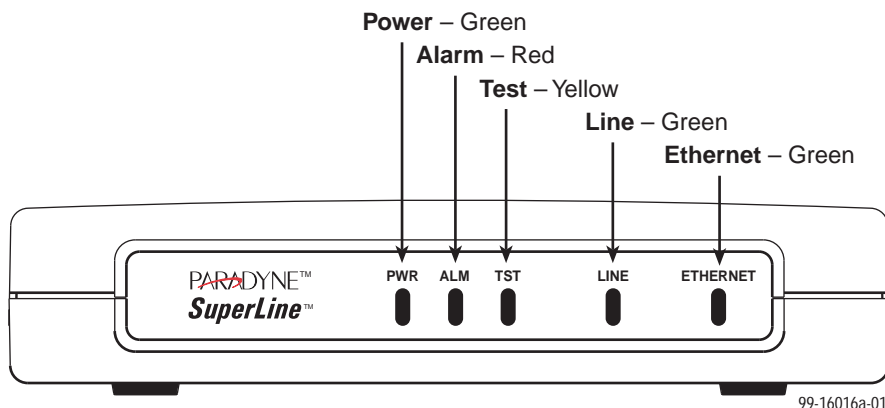 Power – Green
Alarm – Red
Test – Yellow
Line – Green
Ethernet – Green
PARADYNE™
SuperLine™
PWR ALM TST LINE ETHERNET
99-16016a-01